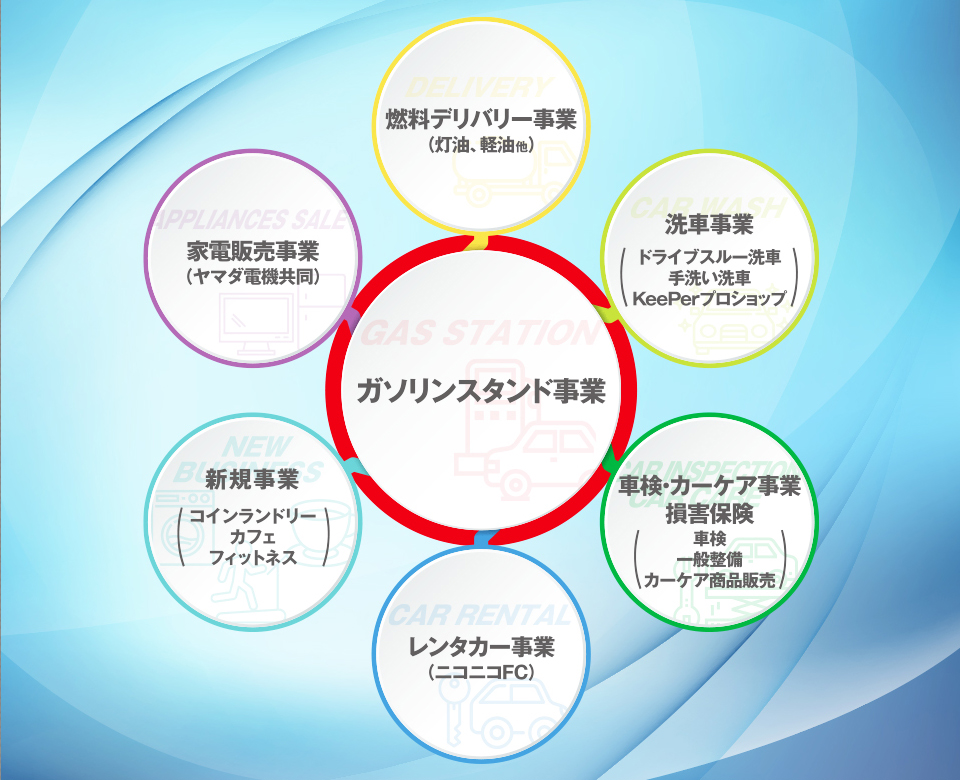 DELIVERY
燃料デリバリー事業
（灯油、軽油他）
APPLIANCES SALE
家電販売事業
（ヤマダ電機共同）
CAR WASH
洗車事業
（ドライブスルー洗車
手洗い洗車
KeePerプロショップ）
GAS STATION
ガソリンスタンド事業
NEW
BUSINESS
新規事業
（コインランドリー
カフェ
フィットネス）
CAR INSPECTION
車検・カーケア事業
損害保険
（車検
一般整備
カーケア商品販売）
CAR RENTAL
レンタカー事業
（ニコニコFC）